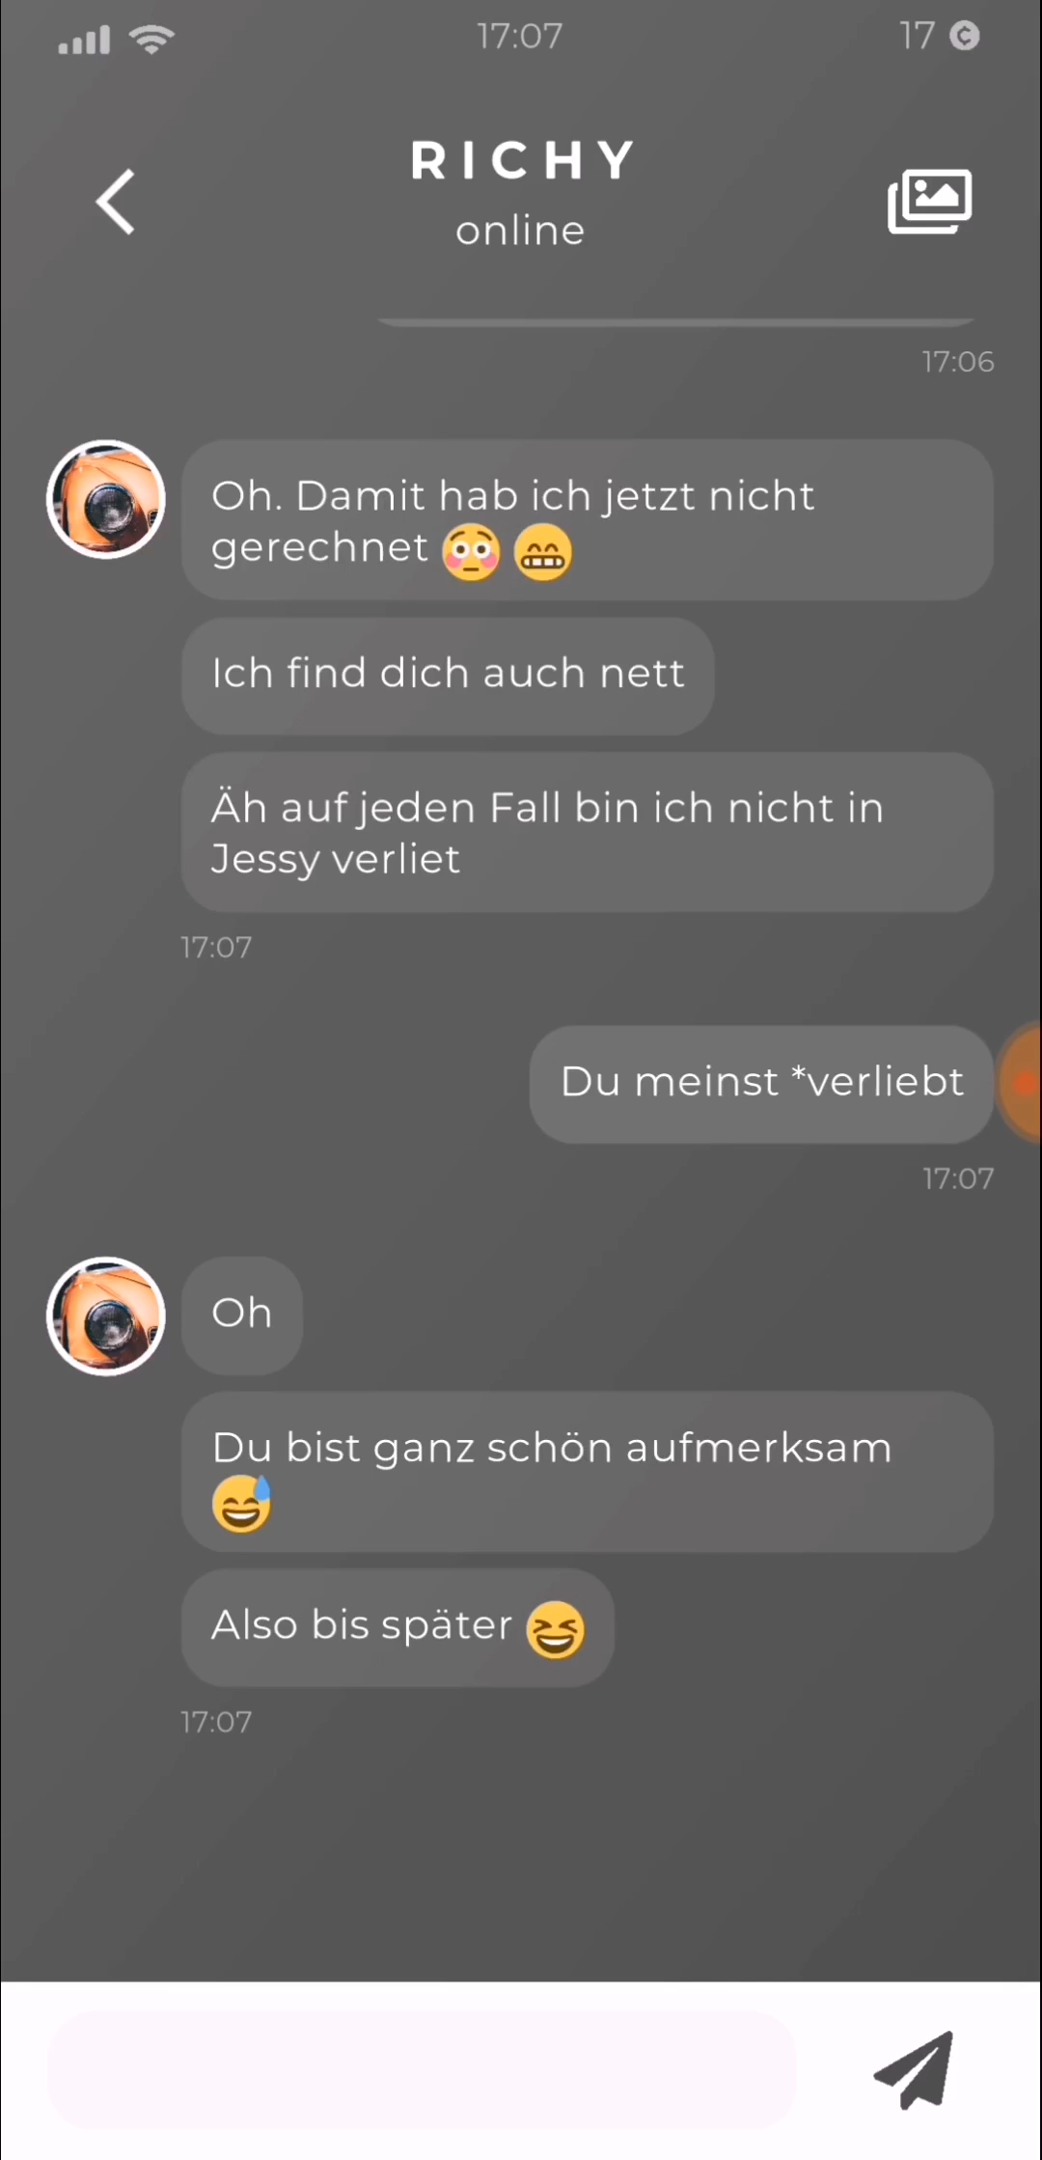 17:07
17
RICHY
online
17:06
Oh. Damit hab ich jetzt nicht
gerechnet 😳 😁
Ich find dich auch nett
Äh auf jeden Fall bin ich nicht in
Jessy verliet
17:07
Du meinst *verliebt
17:07
Oh
Du bist ganz schön aufmerksam
😅
Also bis später 😆
17:07